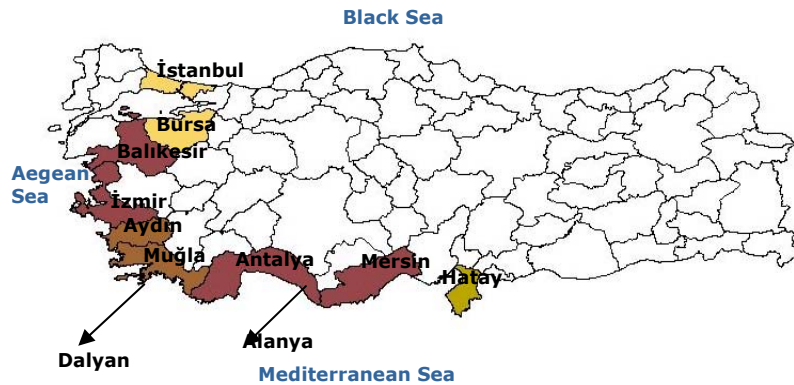 Black Sea
İstanbul
Bursa
Balıkesir
Aegean
Sea
İzmir
Aydın
Muğla
Antalya
Mersin
Hatay
Dalyan
Alanya
Mediterranean Sea